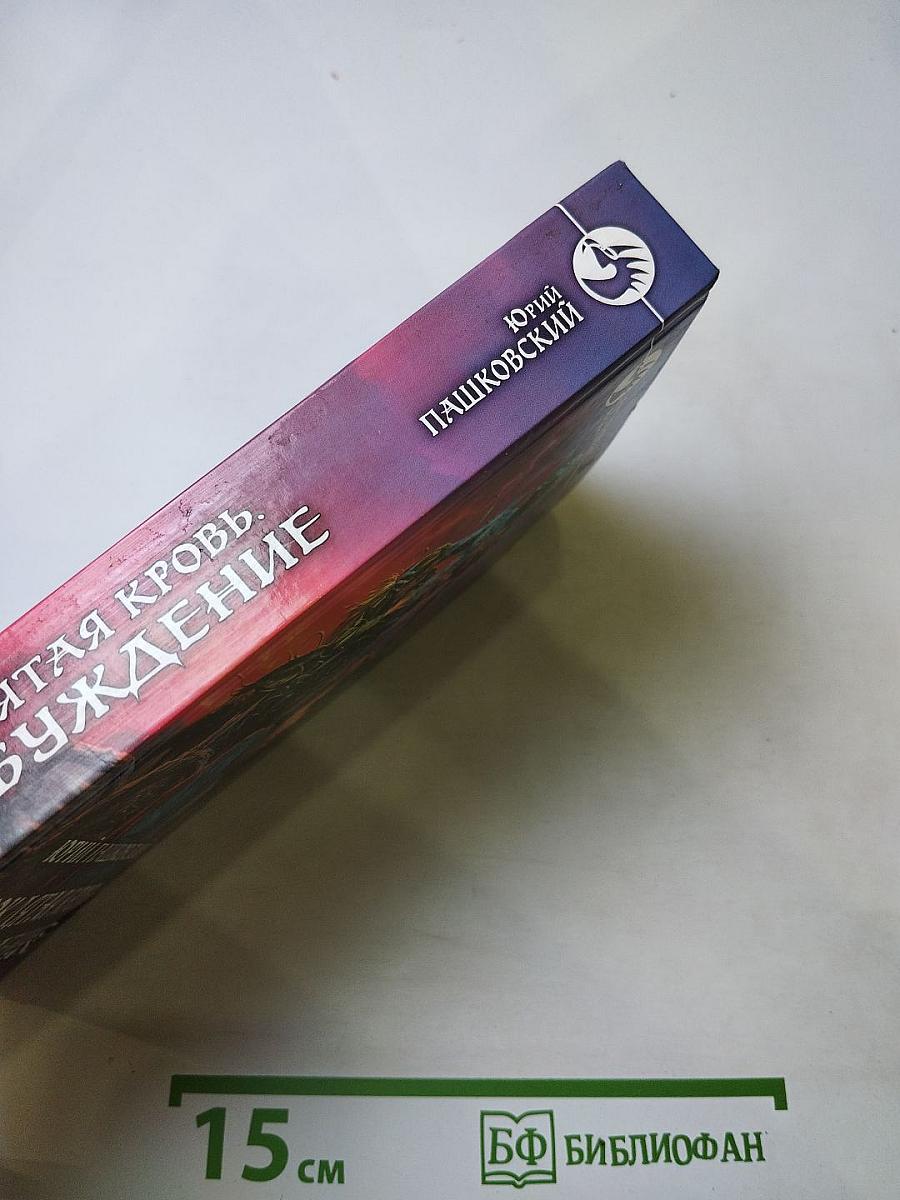 Юрий
ПАШКОВСКИЙ
ЯТАЯ КРОВЬ.
БУЖДЕНИЕ
15 см
БФ БИБЛИОФАН